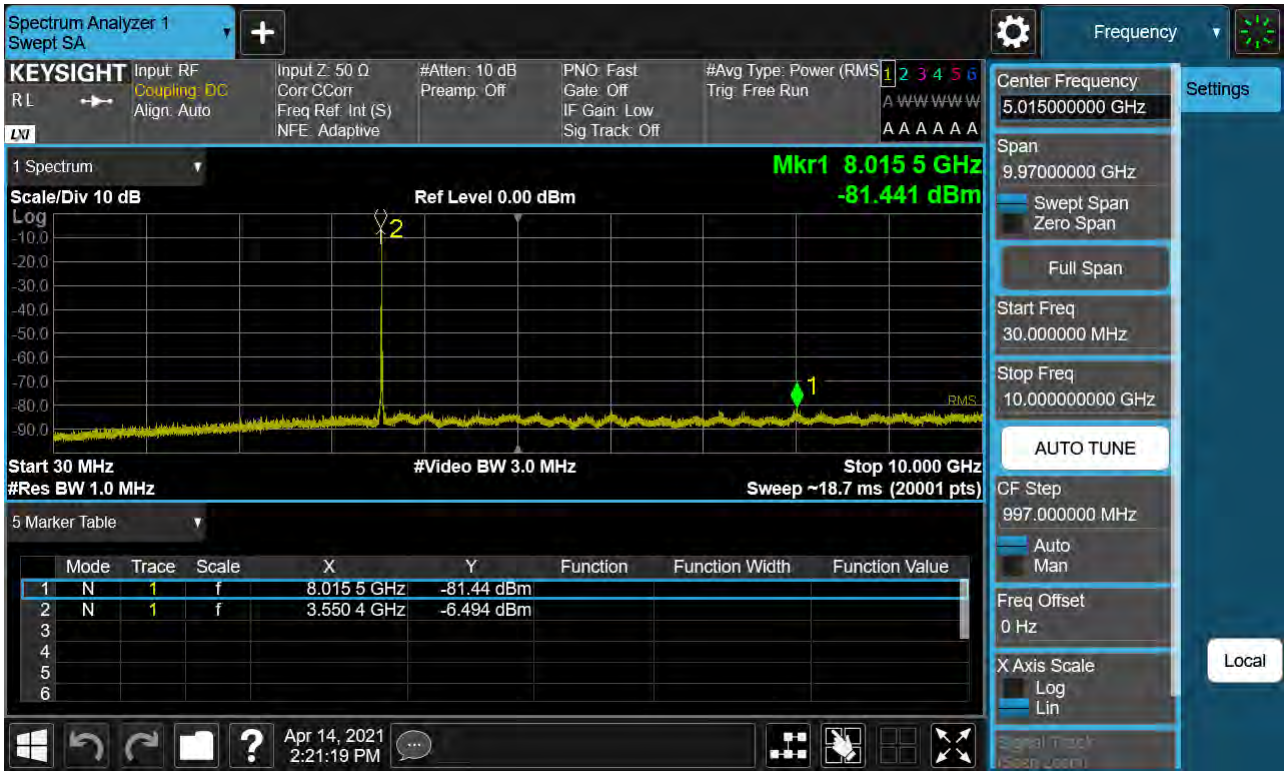 Spectrum Analyzer 1
Swept SA
+
Frequency
KEYSIGHT
RL
LXI
Input: RF
Coupling: DC
Align: Auto
Input Z: 50 Ω
Corr CCorr
Freq Ref: Int (S)
NFE: Adaptive
#Atten: 10 dB
Preamp: Off
PNO: Fast
Gate: Off
IF Gain: Low
Sig Track: Off
#Avg Type: Power (RMS
Trig: Free Run
1 2 3 4 5 6
A W W W W W
A A A A A A
1 Spectrum
Scale/Div 10 dB
Ref Level 0.00 dBm
Mkr1 8.015 5 GHz
-81.441 dBm
Log
-10.0
-20.0
-30.0
-40.0
-50.0
-60.0
-70.0
-80.0
-90.0
2
1
RMS
Start 30 MHz
#Video BW 3.0 MHz
Stop 10.000 GHz
#Res BW 1.0 MHz
Sweep ~18.7 ms (20001 pts)
5 Marker Table
Mode Trace Scale X Y Function Function Width Function Value
1 N 1 f 8.015 5 GHz -81.44 dBm
2 N 1 f 3.550 4 GHz -6.494 dBm
3
4
5
6
?
Apr 14, 2021
2:21:19 PM
Center Frequency
5.015000000 GHz
Settings
Span
9.97000000 GHz
Swept Span
Zero Span
Full Span
Start Freq
30.000000 MHz
Stop Freq
10.000000000 GHz
AUTO TUNE
CF Step
997.000000 MHz
Auto
Man
Freq Offset
0 Hz
X Axis Scale
Log
Lin
Local
Signal Track
(Span Zoom)